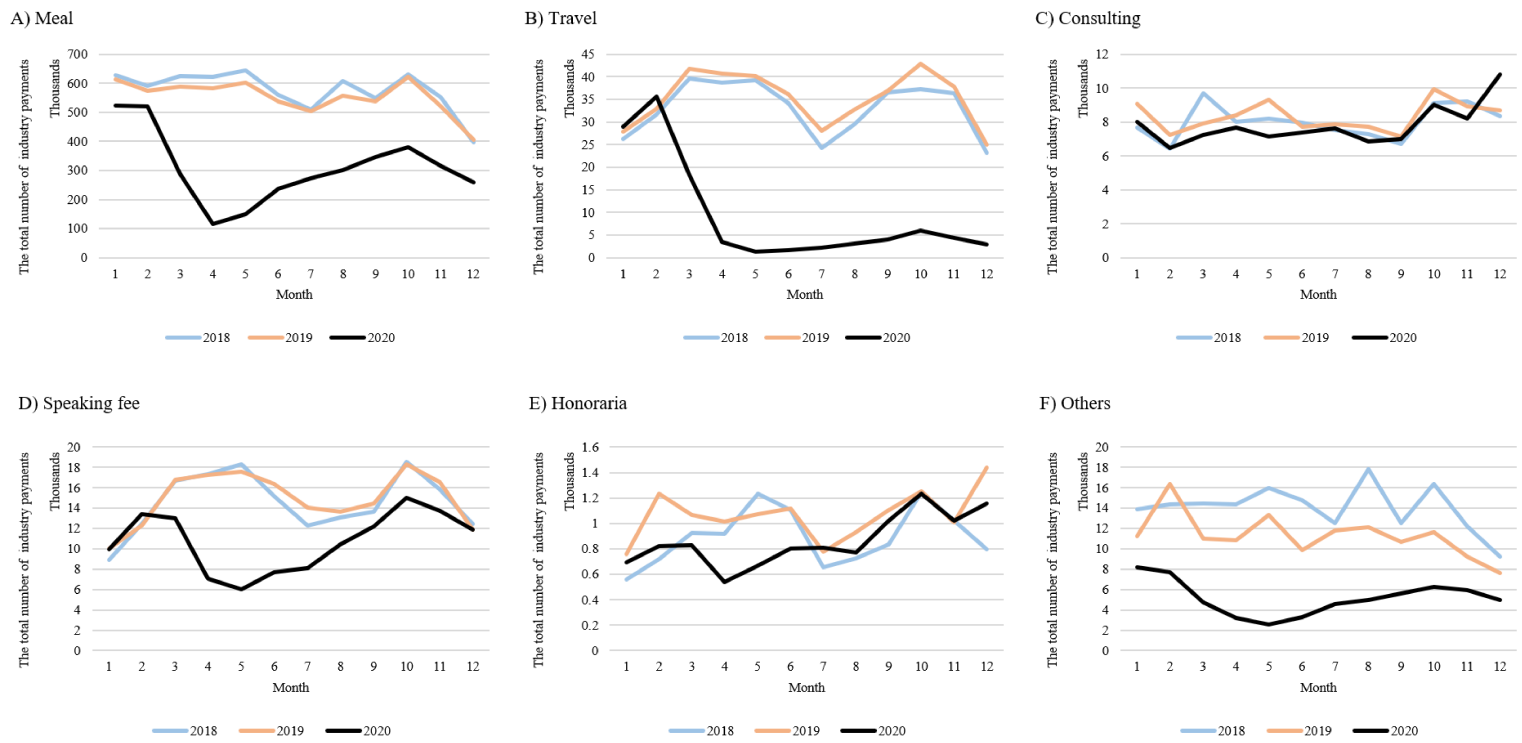 A) Meal
The total number of industry payments
Thousands
700
600
500
400
300
200
100
0
1 2 3 4 5 6 7 8 9 10 11 12
Month
2018 2019 2020
B) Travel
The total number of industry payments
Thousands
45
40
35
30
25
20
15
10
5
0
1 2 3 4 5 6 7 8 9 10 11 12
Month
2018 2019 2020
C) Consulting
The total number of industry payments
Thousands
12
10
8
6
4
2
0
1 2 3 4 5 6 7 8 9 10 11 12
Month
2018 2019 2020
D) Speaking fee
The total number of industry payments
Thousands
20
18
16
14
12
10
8
6
4
2
0
1 2 3 4 5 6 7 8 9 10 11 12
Month
2018 2019 2020
E) Honoraria
The total number of industry payments
Thousands
1.6
1.4
1.2
1
0.8
0.6
0.4
0.2
0
1 2 3 4 5 6 7 8 9 10 11 12
Month
2018 2019 2020
F) Others
The total number of industry payments
Thousands
20
18
16
14
12
10
8
6
4
2
0
1 2 3 4 5 6 7 8 9 10 11 12
Month
2018 2019 2020